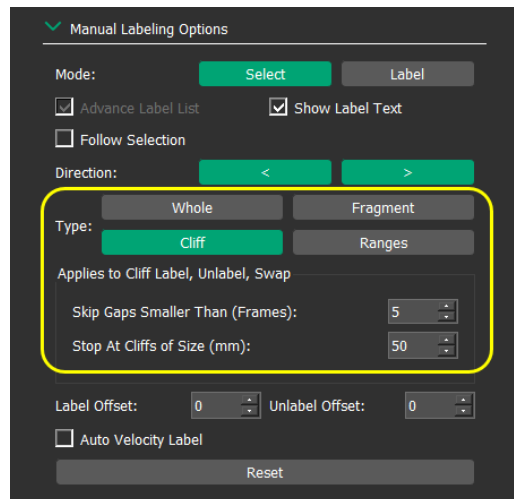 Manual Labeling Options
Mode: Select Label
Advance Label List Show Label Text
Follow Selection
Direction: < >
Whole Fragment
Type:
Cliff Ranges
Applies to Cliff Label, Unlabel, Swap
Skip Gaps Smaller Than (Frames): 5
Stop At Cliffs of Size (mm): 50
Label Offset: 0 Unlabel Offset: 0
Auto Velocity Label
Reset